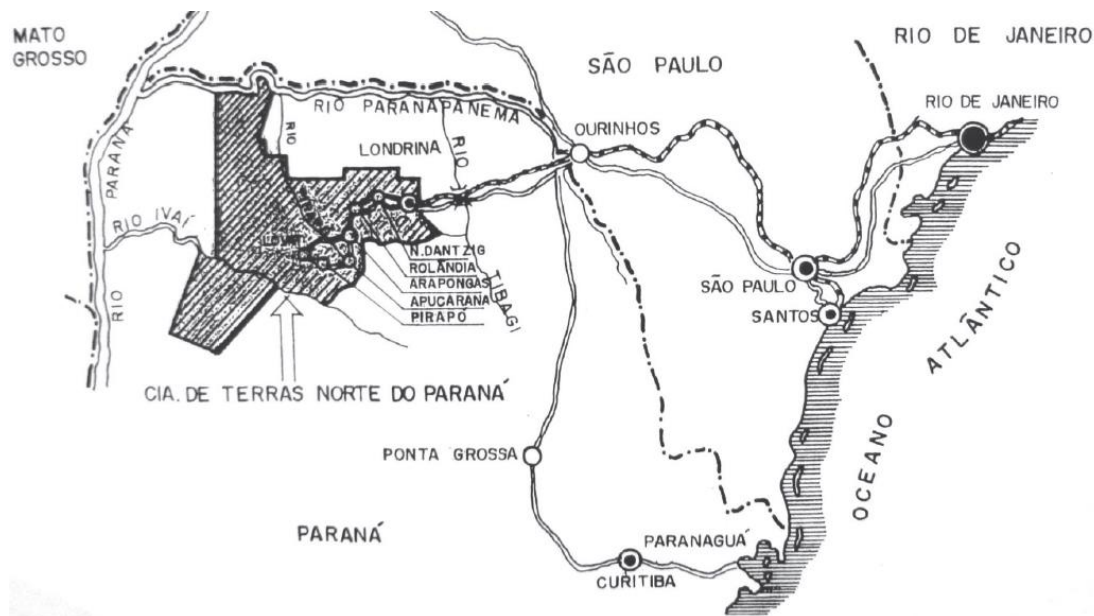 MATO
GROSSO
SÃO PAULO
RIO DE JANEIRO
RIO DE JANEIRO
RIO PARANAPANEMA
OURINHOS
LONDRINA
RIO
RIO
TIBAGI
PARANÁ
RIO
RIO IVAÍ
N. DANTZIG
ROLÂNDIA
ARAPONGAS
APUCARANA
PIRAPÓ
SÃO PAULO
SANTOS
OCEANO
ATLÂNTICO
CIA. DE TERRAS NORTE DO PARANÁ
PONTA GROSSA
PARANÁ
PARANAGUÁ
CURITIBA